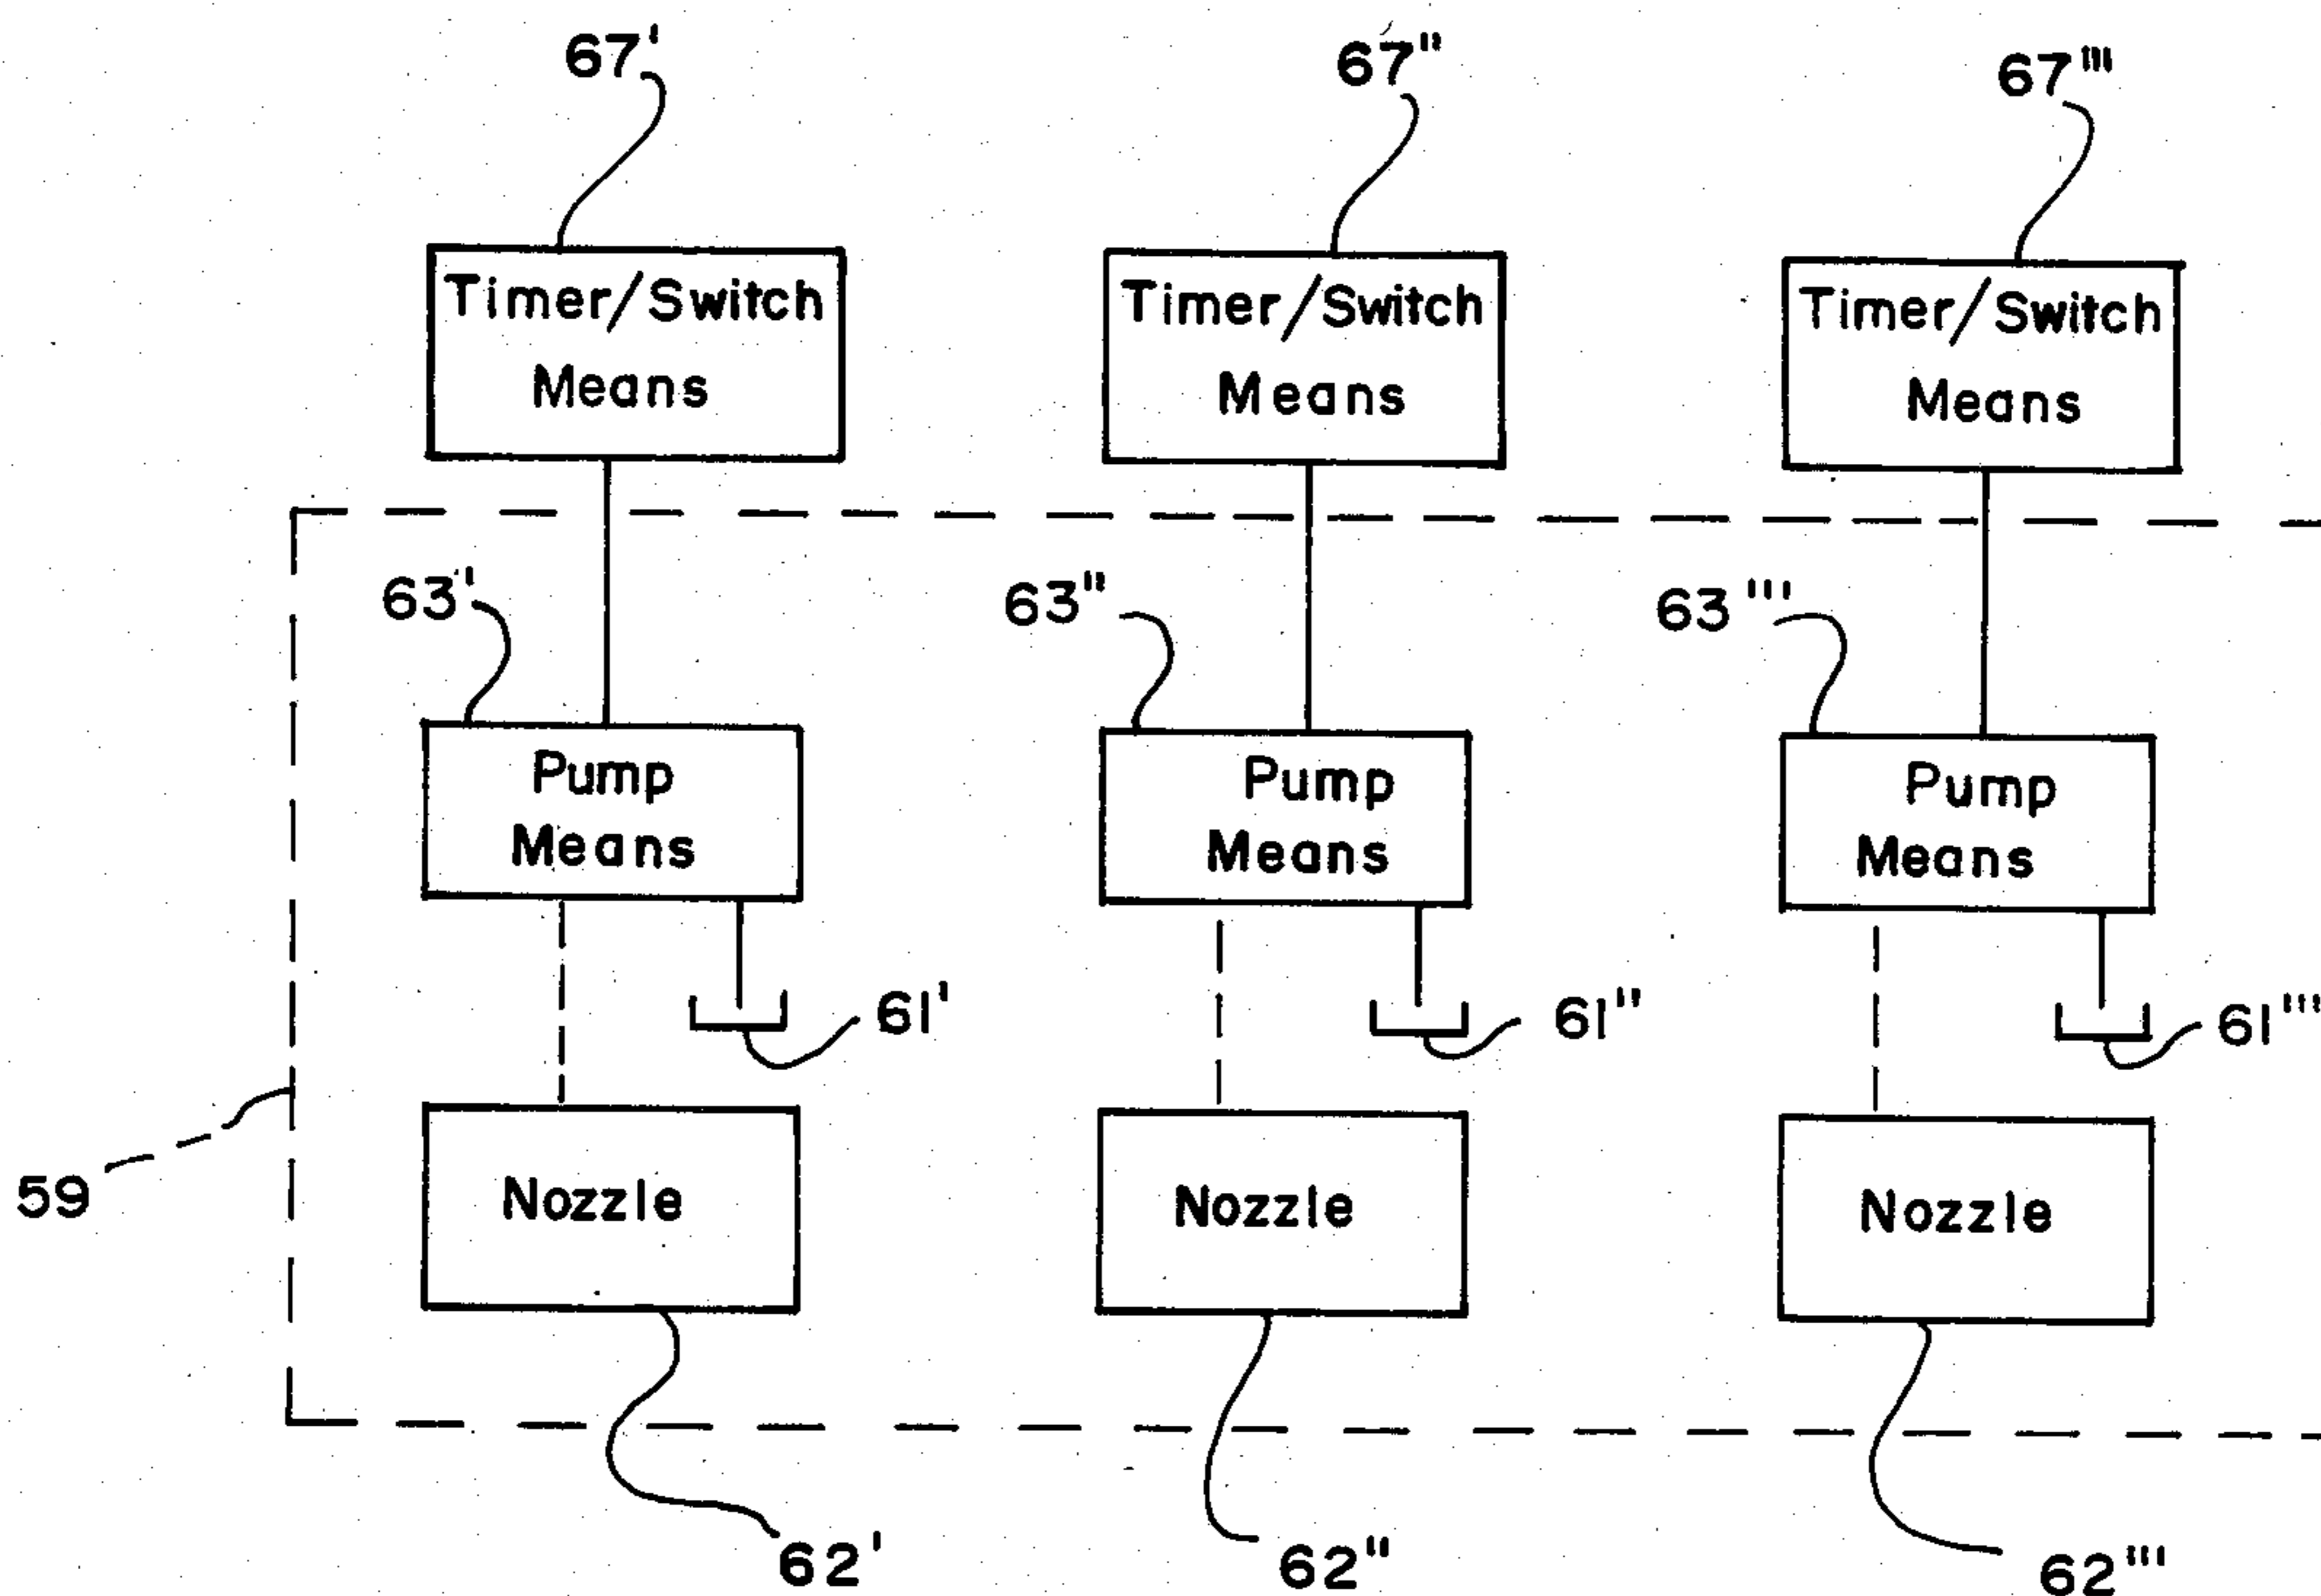 67' 67" 67'''
Timer/Switch Means
Timer/Switch Means
Timer/Switch Means
63' 63" 63'''
Pump Means
Pump Means
Pump Means
61' 61" 61'''
59
Nozzle Nozzle Nozzle
62' 62" 62'''